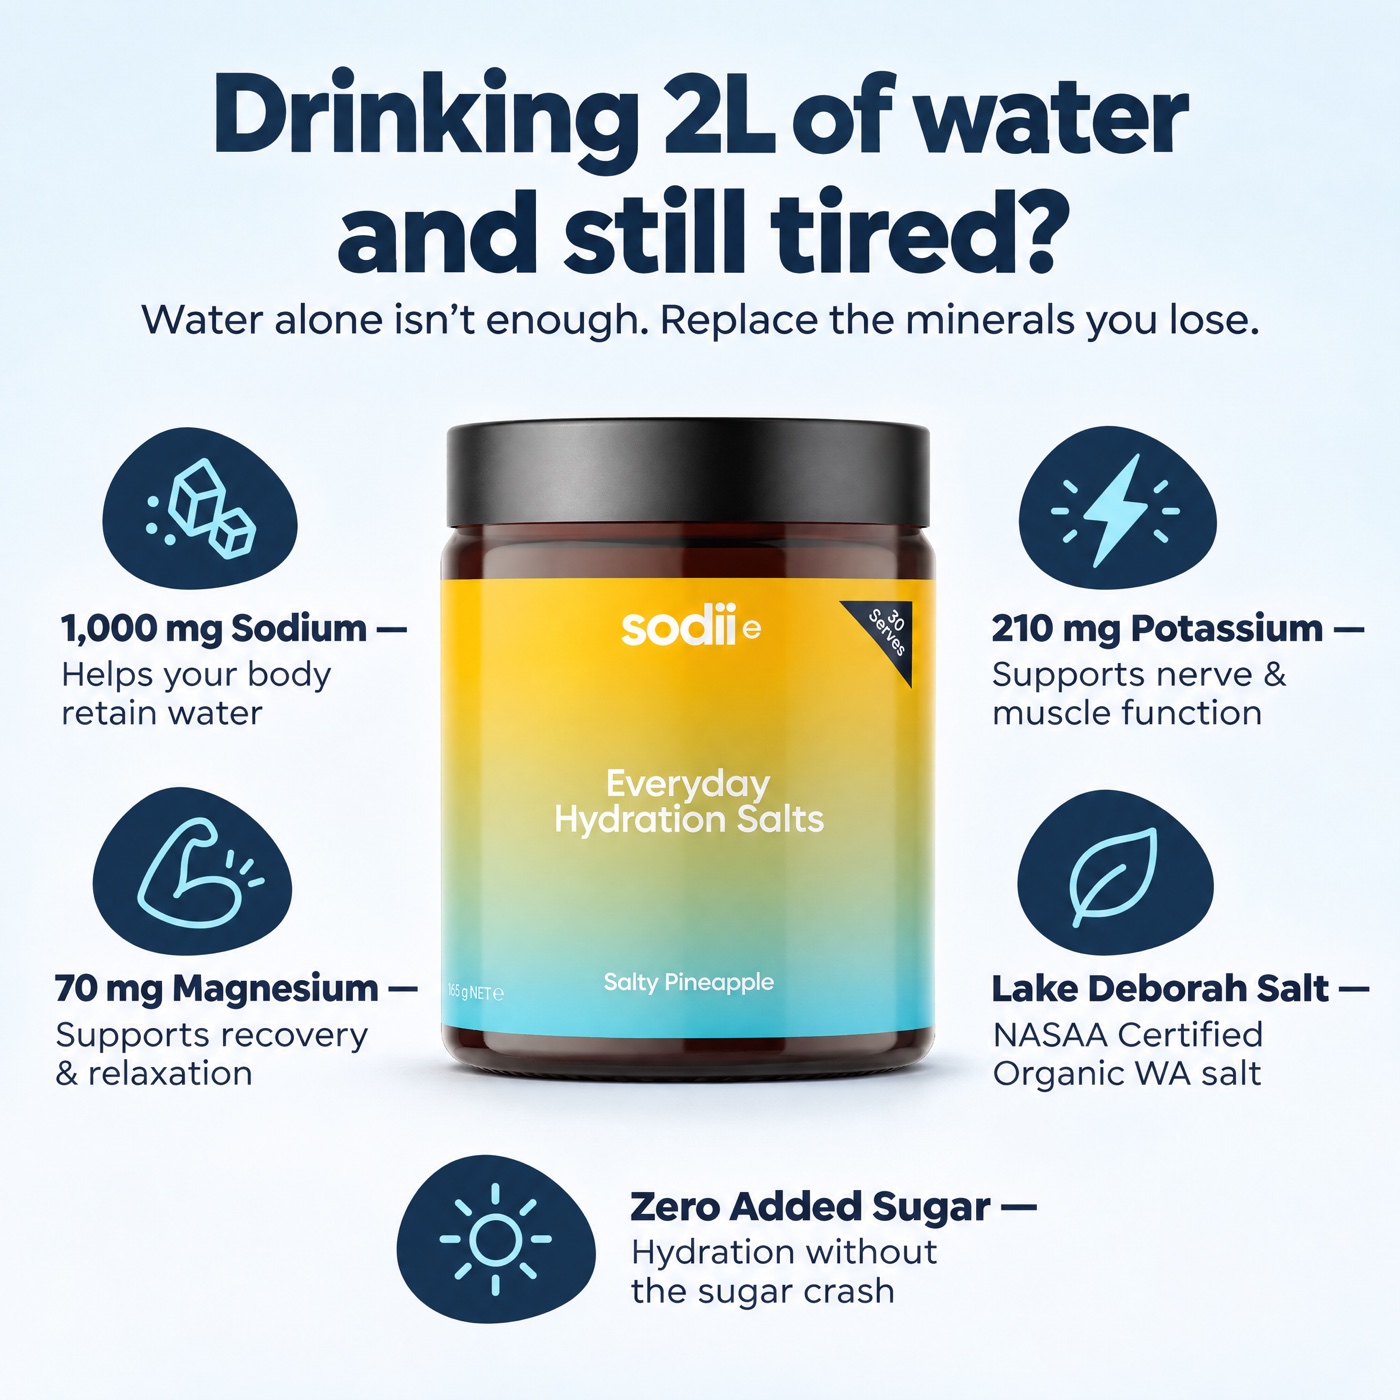 Drinking 2L of water
and still tired?
Water alone isn't enough. Replace the minerals you lose.
1,000 mg Sodium —
Helps your body
retain water
210 mg Potassium —
Supports nerve &
muscle function
sodii e
30
Serves
Everyday
Hydration Salts
Salty Pineapple
165 g NET e
70 mg Magnesium —
Supports recovery
& relaxation
Lake Deborah Salt —
NASAA Certified
Organic WA salt
Zero Added Sugar —
Hydration without
the sugar crash